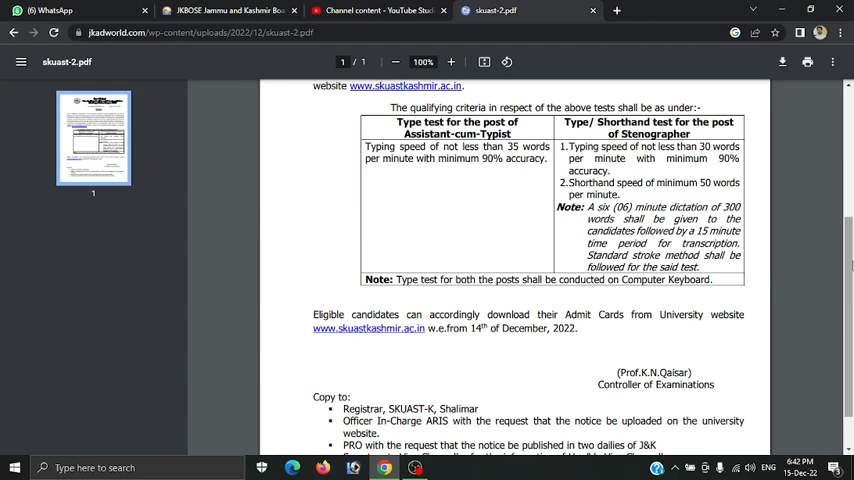 (6) WhatsApp
JKBOSE Jammu and Kashmir Boa
Channel content - YouTube Studi
skuast-2.pdf
jkadworld.com/wp-content/uploads/2022/12/skuast-2.pdf
skuast-2.pdf
1 / 1
100%
website www.skuastkashmir.ac.in.
The qualifying criteria in respect of the above tests shall be as under:-
Type test for the post of
Assistant-cum-Typist
Typing speed of not less than 35 words
per minute with minimum 90% accuracy.
Type/ Shorthand test for the post
of Stenographer
1.Typing speed of not less than 30 words
per minute with minimum 90%
accuracy.
2.Shorthand speed of minimum 50 words
per minute.
Note: A six (06) minute dictation of 300
words shall be given to the
candidates followed by a 15 minute
time period for transcription.
Standard stroke method shall be
followed for the said test.
Note: Type test for both the posts shall be conducted on Computer Keyboard.
Eligible candidates can accordingly download their Admit Cards from University website
www.skuastkashmir.ac.in w.e.from 14th of December, 2022.
(Prof.K.N.Qaisar)
Controller of Examinations
Copy to:
▪ Registrar, SKUAST-K, Shalimar
▪ Officer In-Charge ARIS with the request that the notice be uploaded on the university
website.
▪ PRO with the request that the notice be published in two dailies of J&K
1
Type here to search
ENG
6:42 PM
15-Dec-22
3